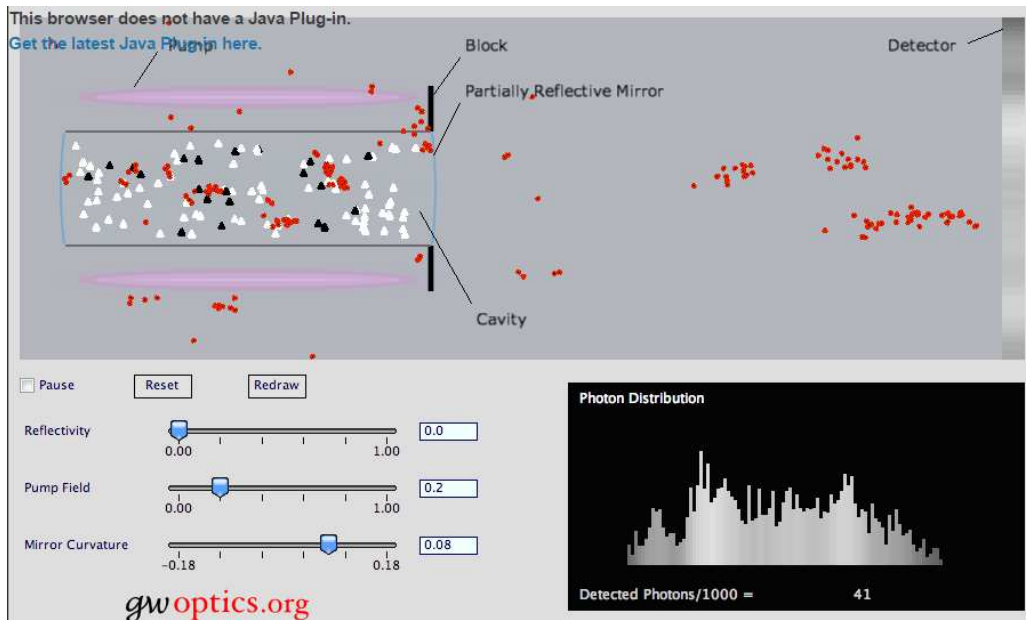 This browser does not have a Java Plug-in.
Get the latest Java Plug-in here.
Pump
Block
Detector
Partially Reflective Mirror
Cavity
Pause
Reset
Redraw
Reflectivity
0.0
0.00
1.00
Pump Field
0.2
0.00
1.00
Mirror Curvature
0.08
-0.18
0.18
gwoptics.org
Photon Distribution
Detected Photons/1000 = 41